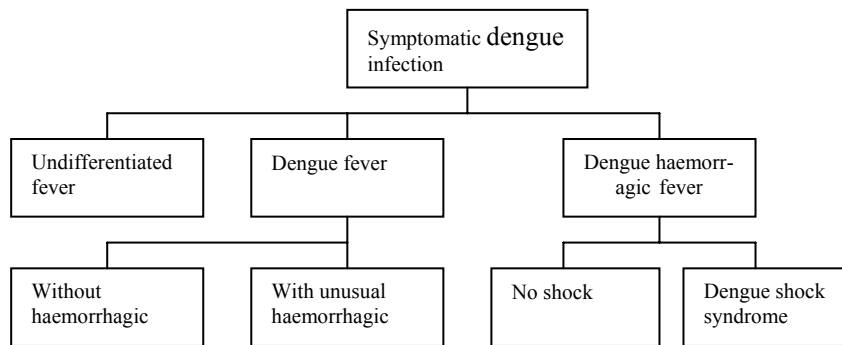 Symptomatic dengue
infection
Undifferentiated
fever
Dengue fever
Dengue haemorr-
agic fever
Without
haemorrhagic
With unusual
haemorrhagic
No shock
Dengue shock
syndrome